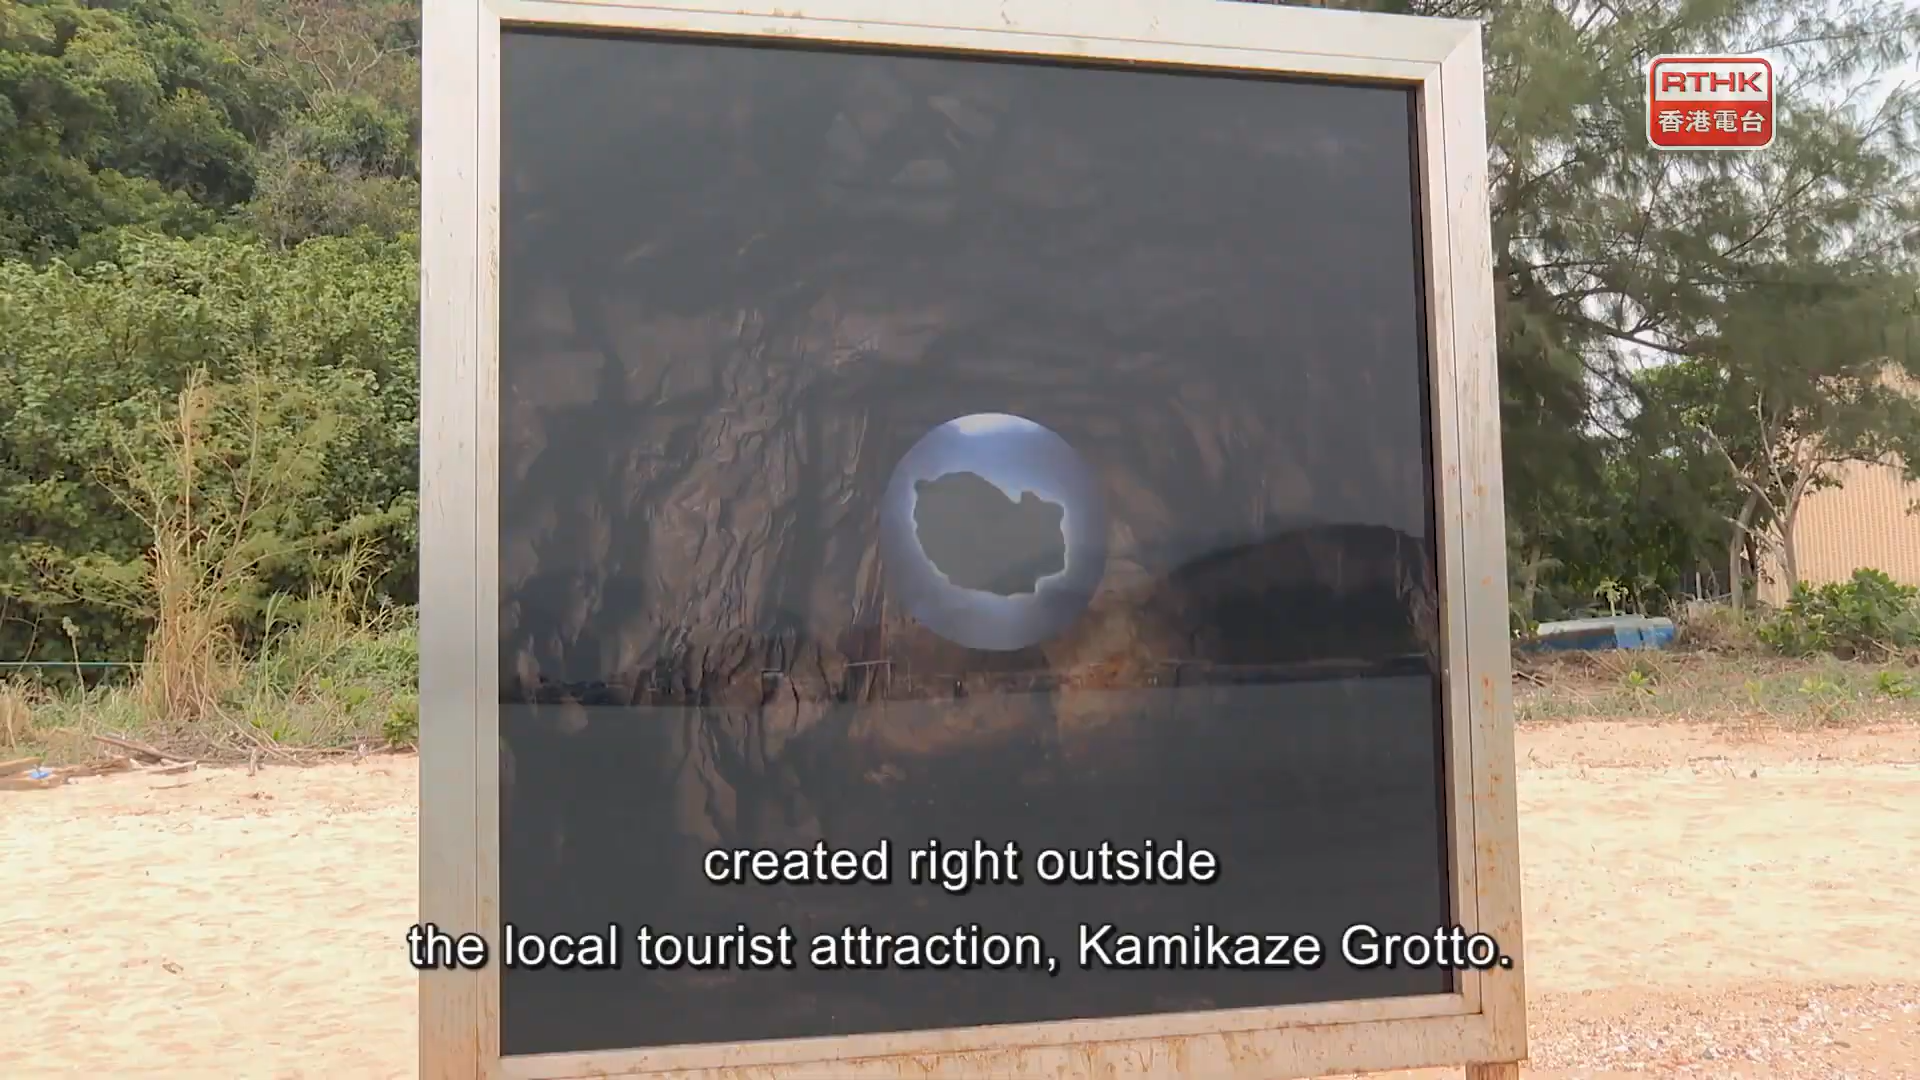 RTHK
香港電台
created right outside
the local tourist attraction, Kamikaze Grotto.